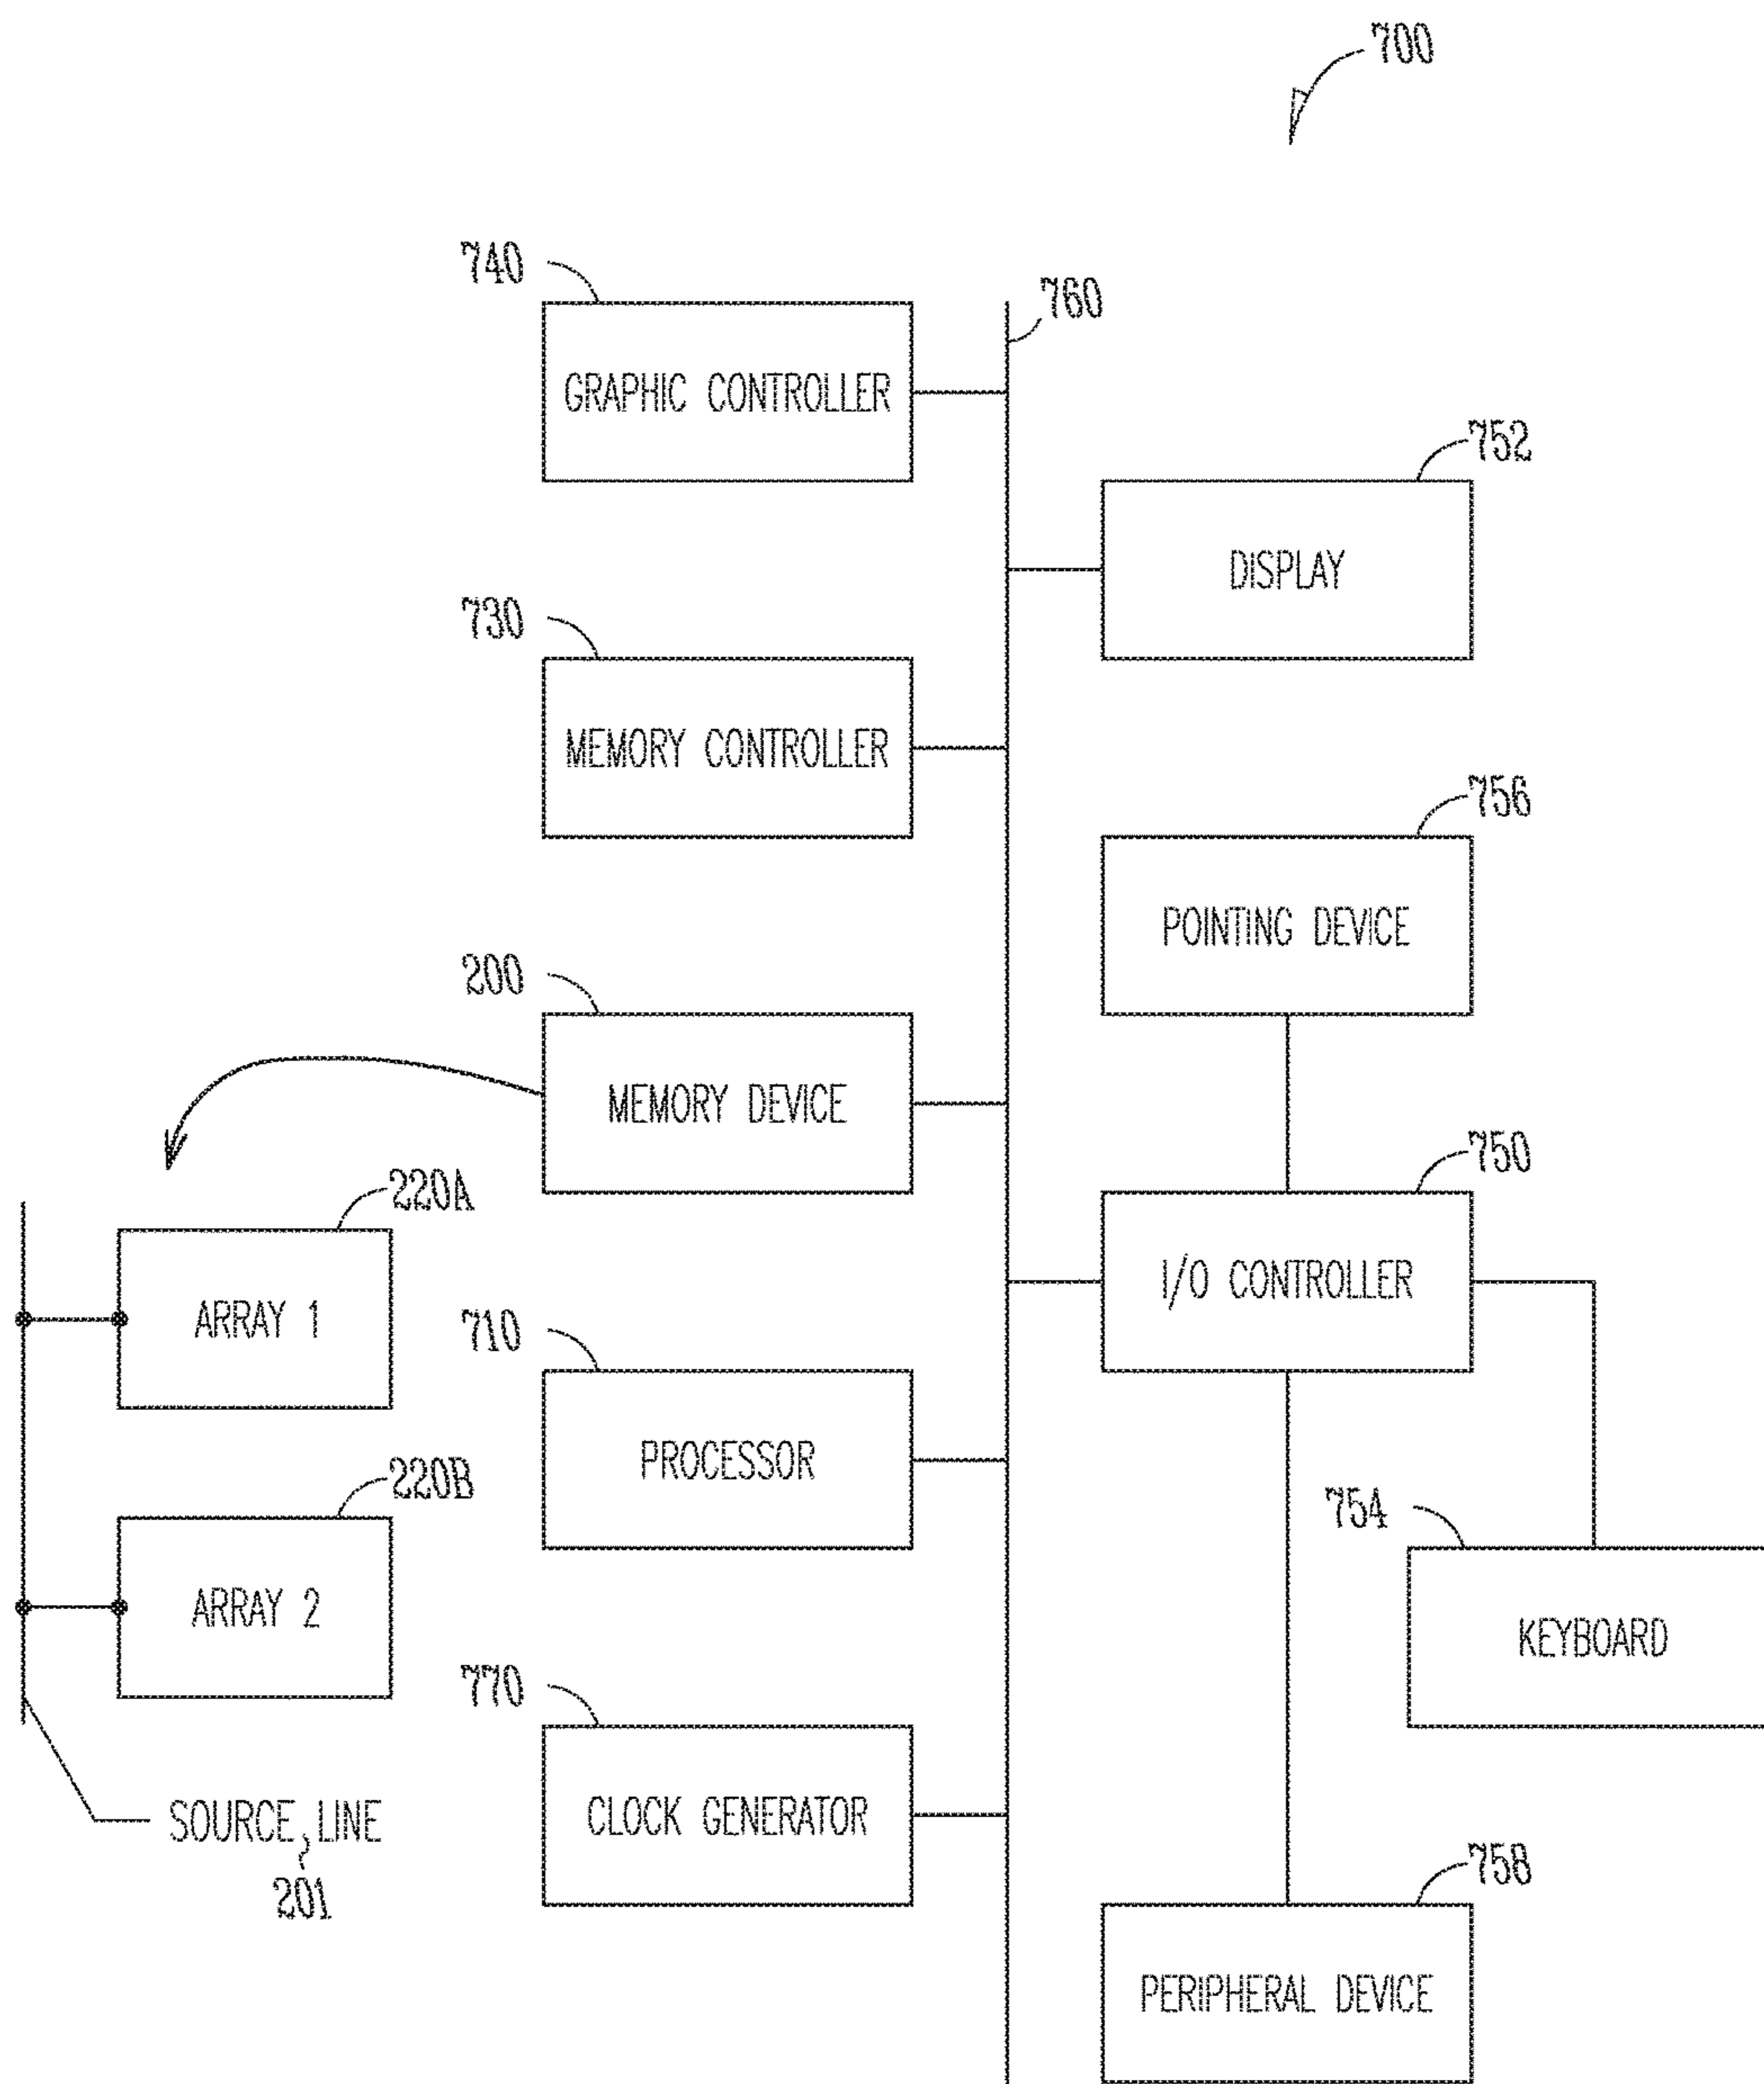 700
740
760
GRAPHIC CONTROLLER
752
DISPLAY
730
MEMORY CONTROLLER
756
POINTING DEVICE
200
MEMORY DEVICE
750
I/O CONTROLLER
220A
ARRAY 1
710
PROCESSOR
220B
ARRAY 2
754
KEYBOARD
770
CLOCK GENERATOR
SOURCE LINE
201
758
PERIPHERAL DEVICE